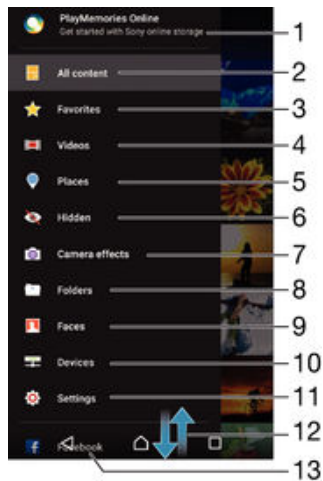 PlayMemories Online
Get started with Sony online storage
1
All content
2
Favorites
3
Videos
4
Places
5
Hidden
6
Camera effects
7
Folders
8
Faces
9
Devices
10
Settings
11
12
Facebook
13